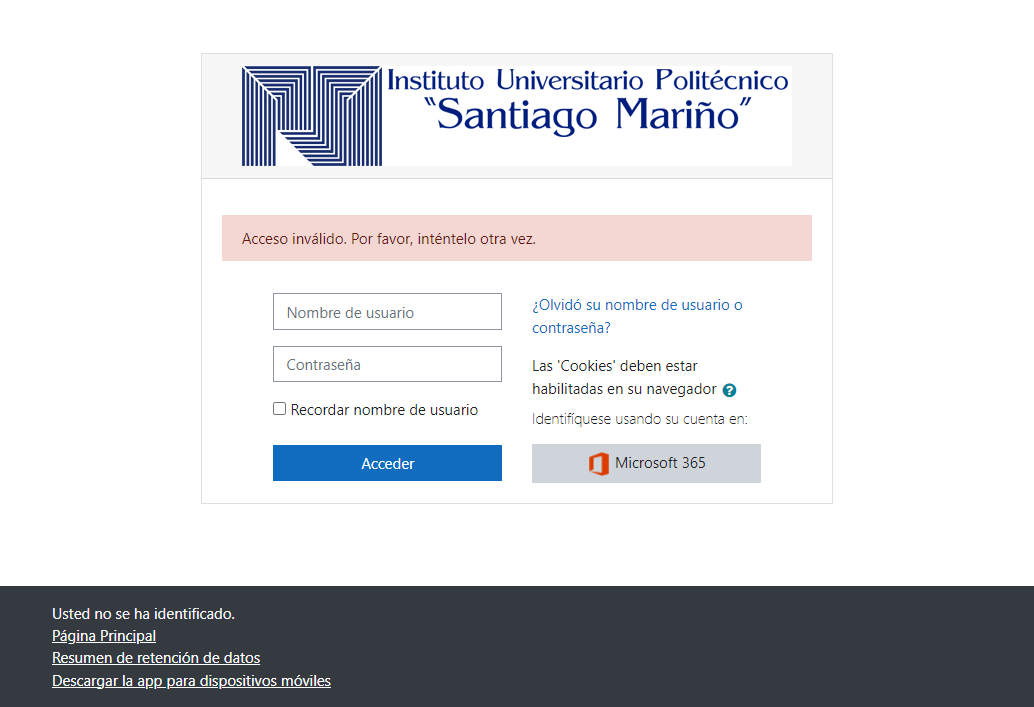 Instituto Universitario Politécnico
“Santiago Mariño”
Acceso inválido. Por favor, inténtelo otra vez.
Nombre de usuario
Contraseña
Recordar nombre de usuario
Acceder
¿Olvidó su nombre de usuario o
contraseña?
Las 'Cookies' deben estar
habilitadas en su navegador ?
Identifíquese usando su cuenta en:
Microsoft 365
Usted no se ha identificado.
Página Principal
Resumen de retención de datos
Descargar la app para dispositivos móviles